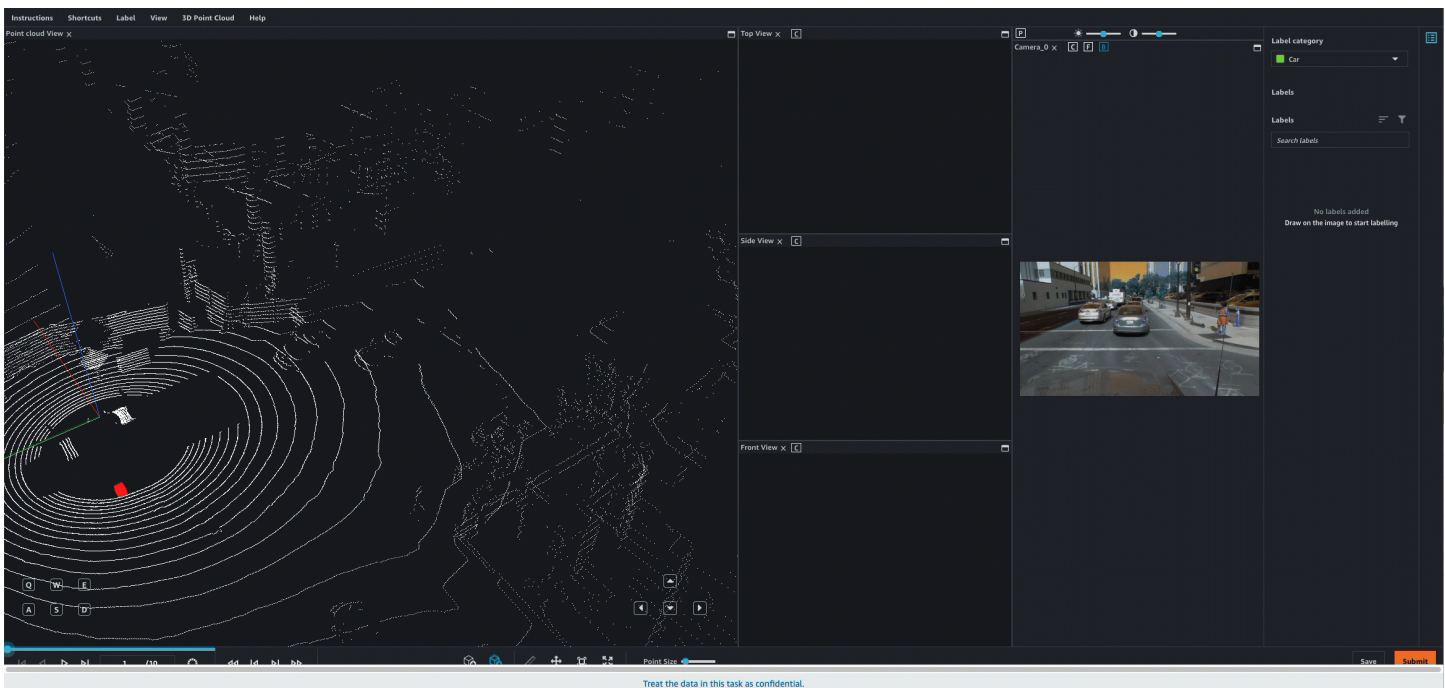 Instructions Shortcuts Label View 3D Point Cloud Help
Point cloud View x
Top View x C
P
Camera_0 x C F B
Label category
Car
Labels
Labels
Search labels
No labels added
Draw on the image to start labelling
Side View x C
Front View x C
Q W E
A S D
1 /10
Point Size
Save Submit
Treat the data in this task as confidential.